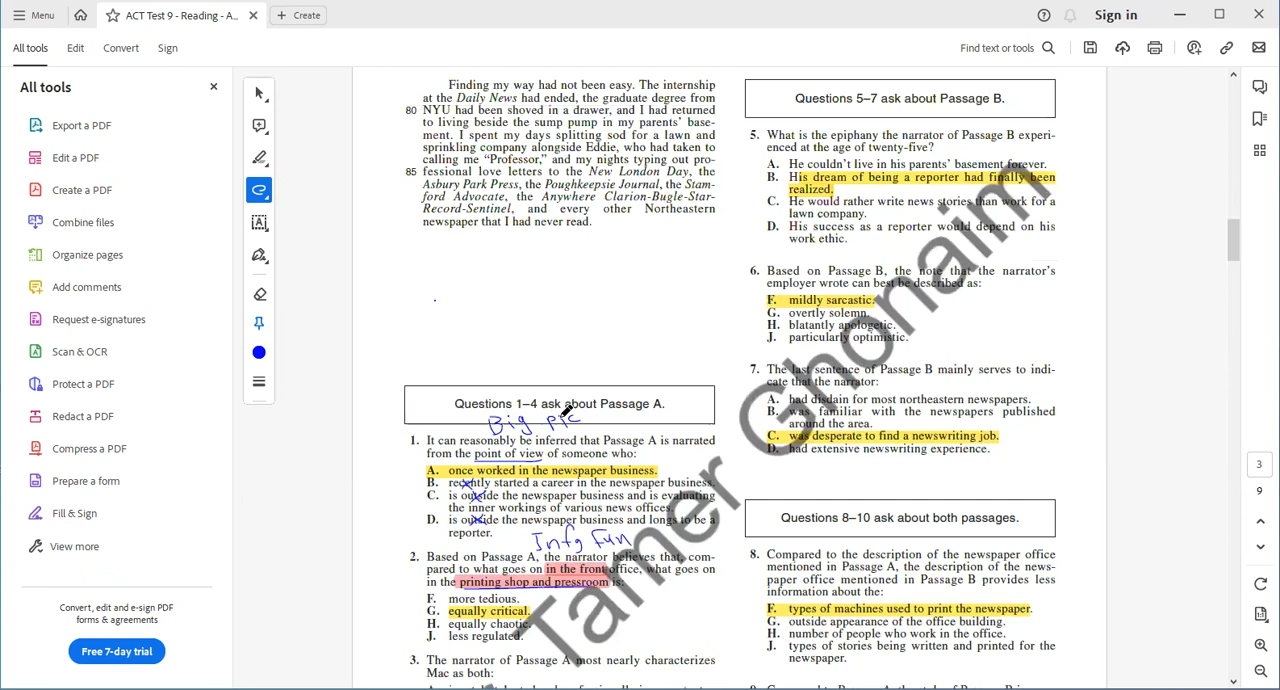 Menu
ACT Test 9 - Reading - A...
Create
Sign in
All tools
Edit
Convert
Sign
Find text or tools
All tools
Export a PDF
Edit a PDF
Create a PDF
Combine files
Organize pages
Add comments
Request e-signatures
Scan & OCR
Protect a PDF
Redact a PDF
Compress a PDF
Prepare a form
Fill & Sign
View more
Convert, edit and e-sign PDF
forms & agreements
Free 7-day trial
Finding my way had not been easy. The internship
at the Daily News had ended, the graduate degree from
80 NYU had been shoved in a drawer, and I had returned
to living beside the sump pump in my parents' base-
ment. I spent my days splitting sod for a lawn and
sprinkling company alongside Eddie, who had taken to
calling me "Professor," and my nights typing out pro-
85 fessional love letters to the New London Day, the
Asbury Park Press, the Poughkeepsie Journal, the Stam-
ford Advocate, the Anywhere Clarion-Bugle-Star-
Record-Sentinel, and every other Northeastern
newspaper that I had never read.
Questions 1–4 ask about Passage A.
Big pic
1. It can reasonably be inferred that Passage A is narrated
from the point of view of someone who:
A. once worked in the newspaper business.
B. recently started a career in the newspaper business.
C. is outside the newspaper business and is evaluating
the inner workings of various news offices.
D. is outside the newspaper business and longs to be a
reporter.
Infg Fun
2. Based on Passage A, the narrator believes that, com-
pared to what goes on in the front office, what goes on
in the printing shop and pressroom is:
F. more tedious.
G. equally critical.
H. equally chaotic.
J. less regulated.
3. The narrator of Passage A most nearly characterizes
Mac as both:
Questions 5–7 ask about Passage B.
5. What is the epiphany the narrator of Passage B experi-
enced at the age of twenty-five?
A. He couldn't live in his parents' basement forever.
B. His dream of being a reporter had finally been
realized.
C. He would rather write news stories than work for a
lawn company.
D. His success as a reporter would depend on his
work ethic.
6. Based on Passage B, the note that the narrator's
employer wrote can best be described as:
F. mildly sarcastic.
G. overtly solemn.
H. blatantly apologetic.
J. particularly optimistic.
7. The last sentence of Passage B mainly serves to indi-
cate that the narrator:
A. had disdain for most northeastern newspapers.
B. was familiar with the newspapers published
around the area.
C. was desperate to find a newswriting job.
D. had extensive newswriting experience.
Questions 8–10 ask about both passages.
8. Compared to the description of the newspaper office
mentioned in Passage A, the description of the news-
paper office mentioned in Passage B provides less
information about the:
F. types of machines used to print the newspaper.
G. outside appearance of the office building.
H. number of people who work in the office.
J. types of stories being written and printed for the
newspaper.
Tamer Ghonaim
3
9